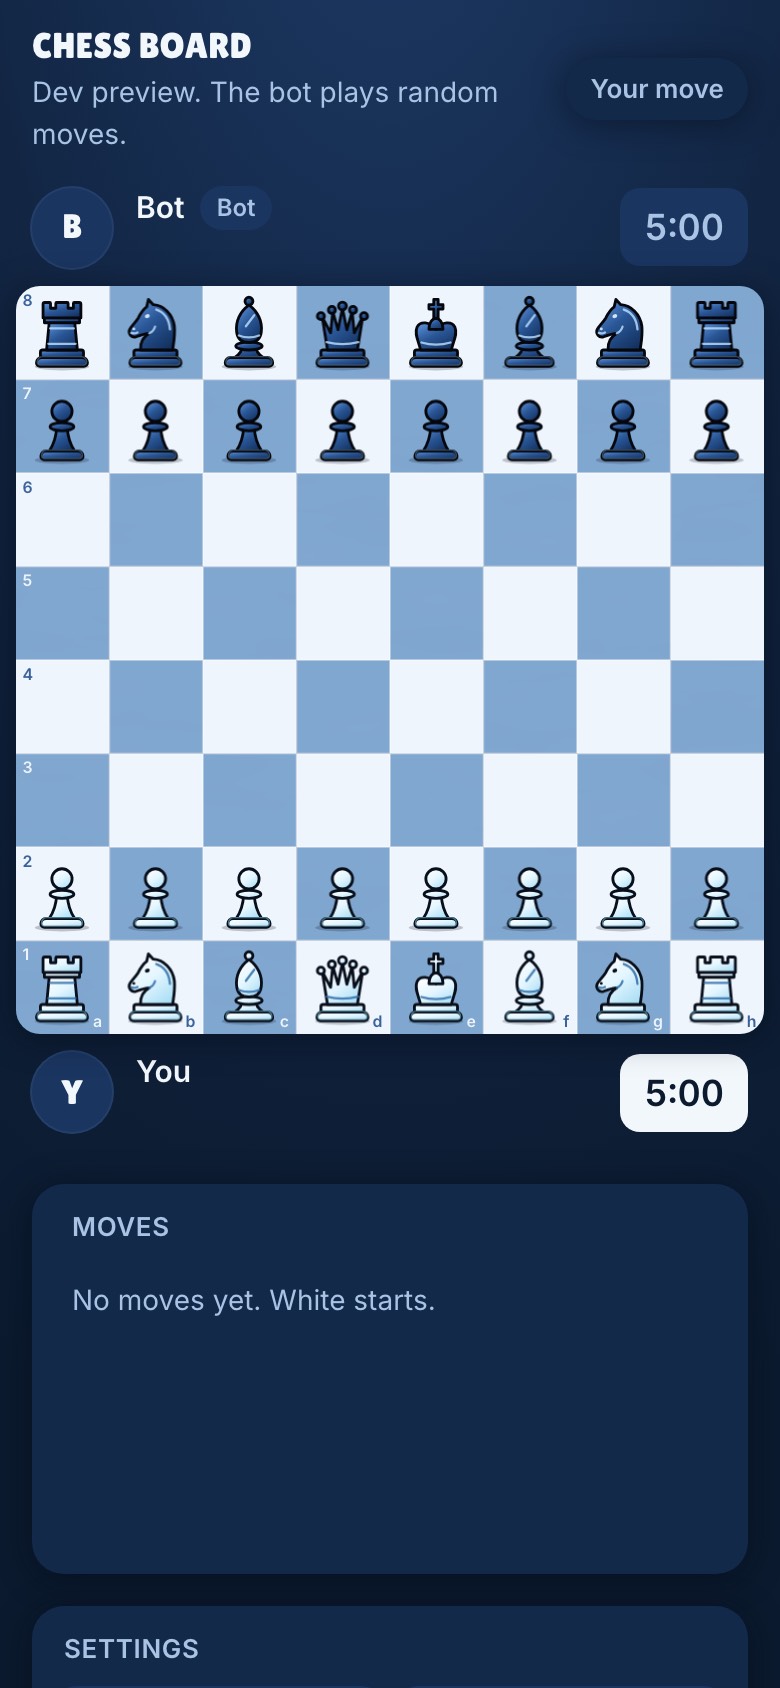 CHESS BOARD
Dev preview. The bot plays random
moves.
Your move
B
Bot
Bot
5:00
8
7
6
5
4
3
2
1
a
b
c
d
e
f
g
h
Y
You
5:00
MOVES
No moves yet. White starts.
SETTINGS